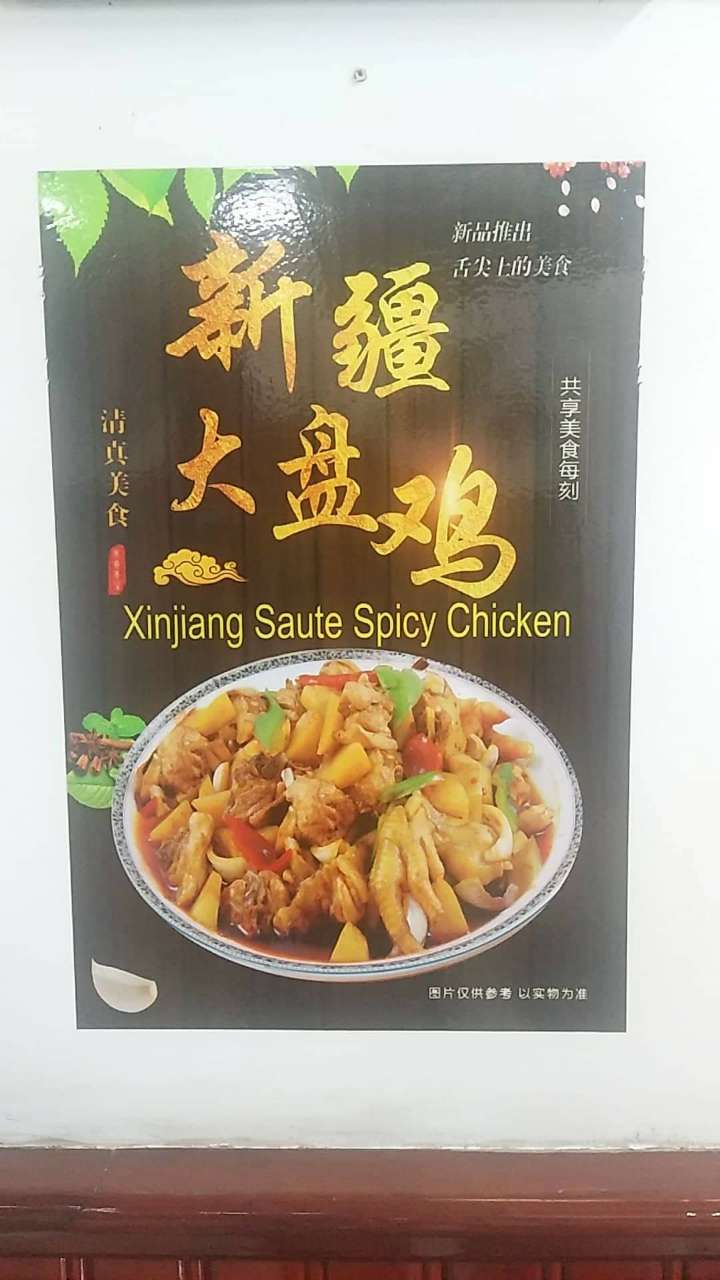 新品推出
舌尖上的美食
新疆
大盘鸡
共享美食每刻
清真美食
Xinjiang Saute Spicy Chicken
图片仅供参考 以实物为准